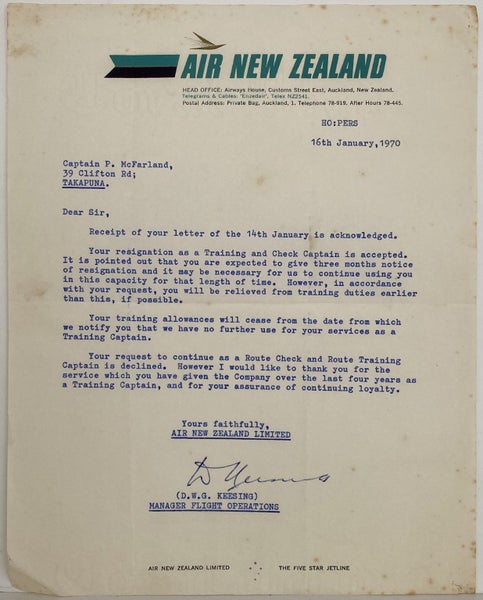 AIR NEW ZEALAND
HEAD OFFICE: Airways House, Customs Street East, Auckland, New Zealand.
Telegrams & Cables: "Enzedair", Telex NZ2541.
Postal Address: Private Bag, Auckland, 1. Telephone 78-919. After Hours 78-445.
HO:PERS
16th January,1970
Captain P. McFarland,
39 Clifton Rd;
TAKAPUNA.
Dear Sir,
Receipt of your letter of the 14th January is acknowledged.
Your resignation as a Training and Check Captain is accepted.
It is pointed out that you are expected to give three months notice
of resignation and it may be necessary for us to continue using you
in this capacity for that length of time. However, in accordance
with your request, you will be relieved from training duties earlier
than this, if possible.
Your training allowances will cease from the date from which
we notify you that we have no further use for your services as a
Training Captain.
Your request to continue as a Route Check and Route Training
Captain is declined. However I would like to thank you for the
service which you have given the Company over the last four years as
a Training Captain, and for your assurance of continuing loyalty.
Yours faithfully,
AIR NEW ZEALAND LIMITED
D Keesing
(D.W.G. KEESING)
MANAGER FLIGHT OPERATIONS
AIR NEW ZEALAND LIMITED
THE FIVE STAR JETLINE